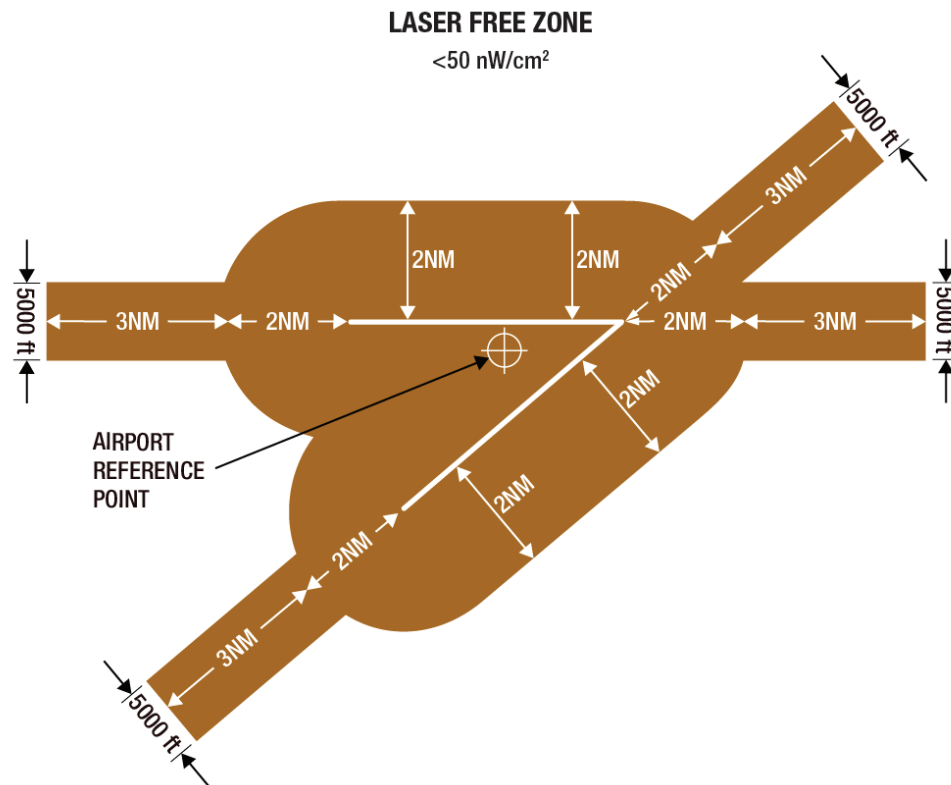 LASER FREE ZONE
<50 nW/cm²
5000 ft
3NM
2NM
2NM
2NM
5000 ft
3NM
2NM
2NM
3NM
5000 ft
2NM
AIRPORT
REFERENCE
POINT
2NM
2NM
3NM
5000 ft